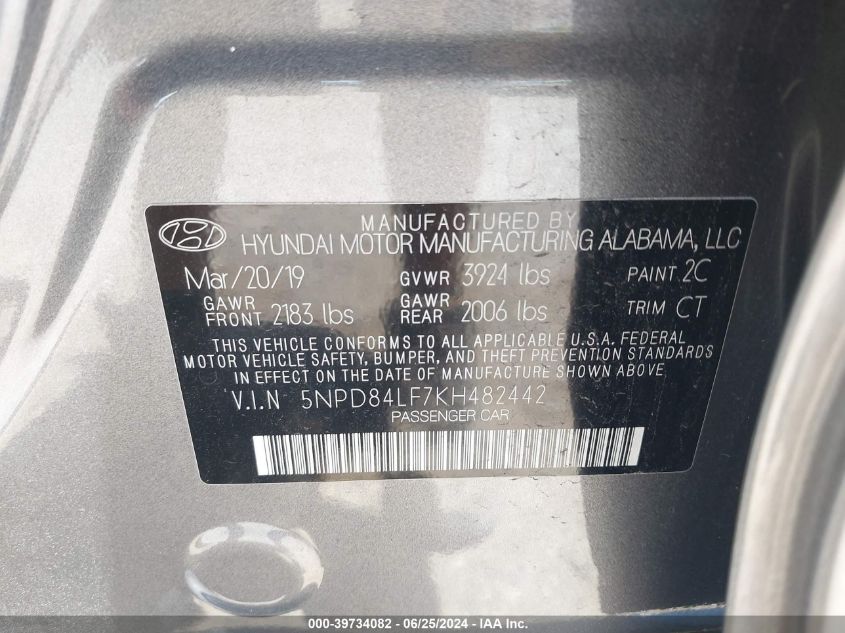 MANUFACTURED BY
HYUNDAI MOTOR MANUFACTURING ALABAMA, LLC
Mar/20/19 GVWR 3924 lbs PAINT 2C
GAWR FRONT 2183 lbs GAWR REAR 2006 lbs TRIM CT
THIS VEHICLE CONFORMS TO ALL APPLICABLE U.S.A. FEDERAL
MOTOR VEHICLE SAFETY, BUMPER, AND THEFT PREVENTION STANDARDS
IN EFFECT ON THE DATE OF MANUFACTURE SHOWN ABOVE.
V.I.N 5NPD84LF7KH482442
PASSENGER CAR
000-39734082 - 06/25/2024 - IAA Inc.